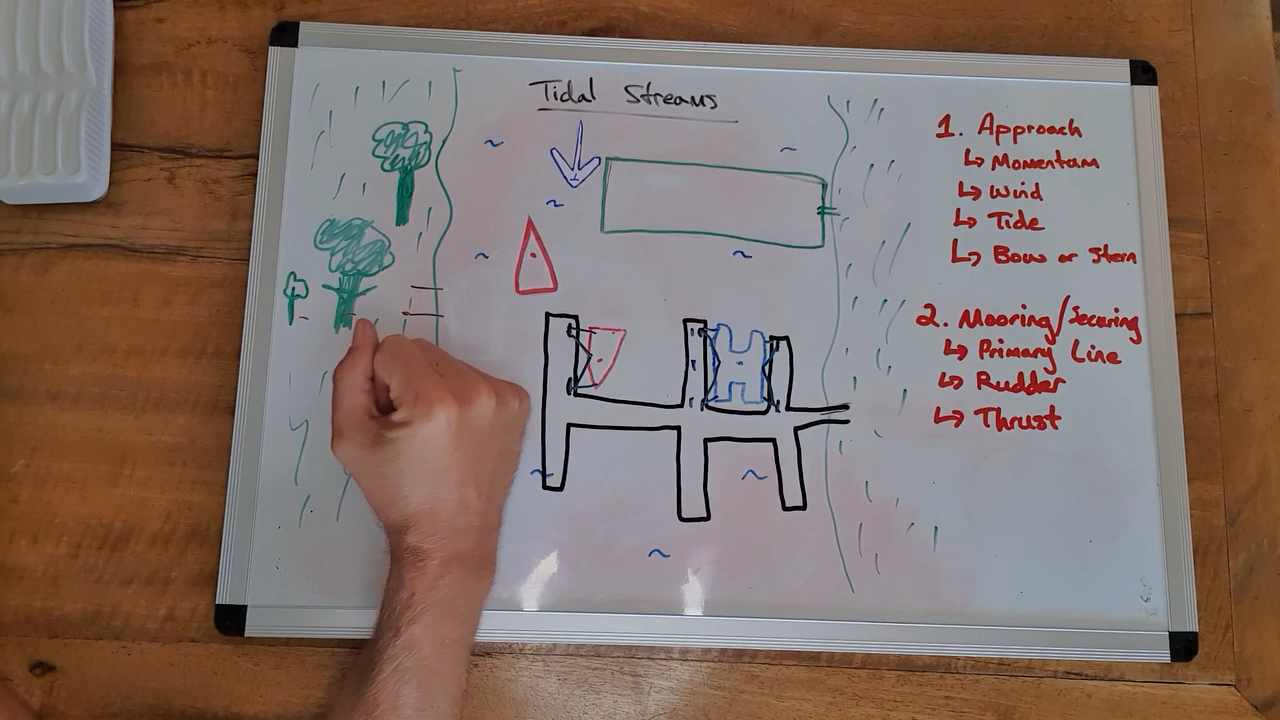 Tidal Streams
1. Approach
↳ Momentum
↳ Wind
↳ Tide
↳ Bow or Stern
2. Mooring/Securing
↳ Primary Line
↳ Rudder
↳ Thrust